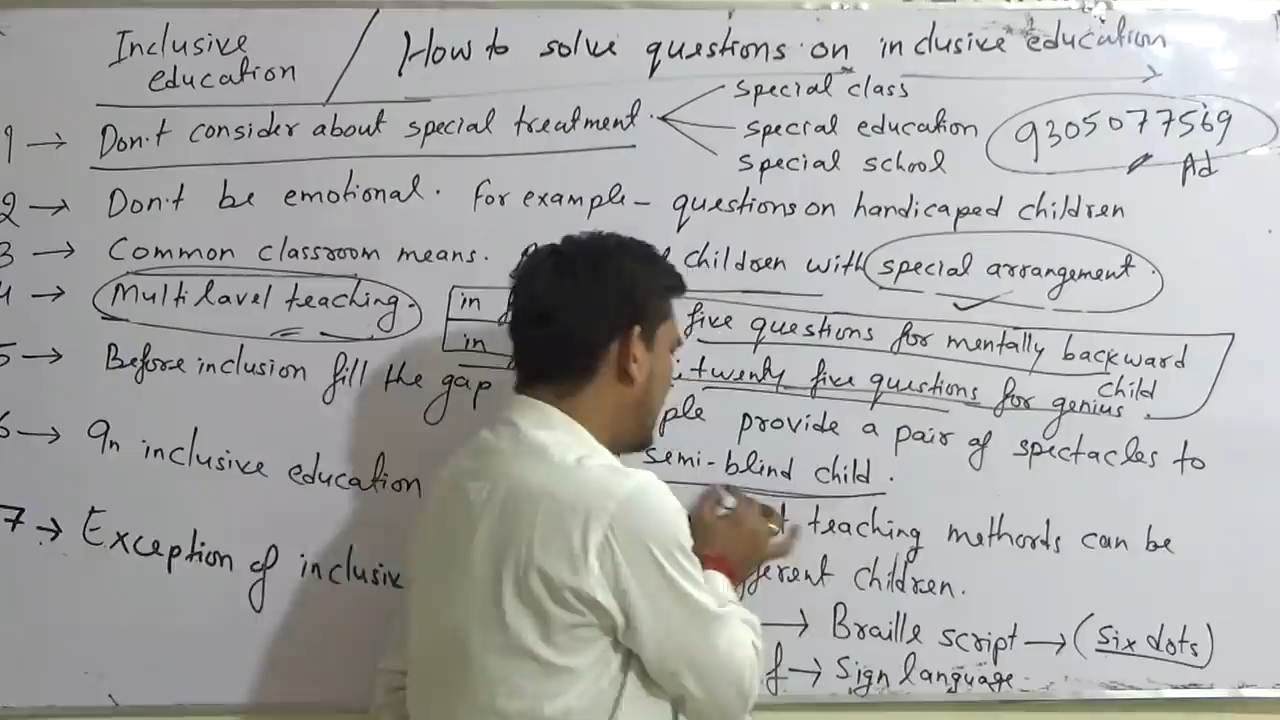 Inclusive education / How to solve questions on inclusive education
1 → Don't consider about special treatment.
special class
special education
special school
9305077569
Ad
2 → Don't be emotional. For example - questions on handicaped children
3 → Common classroom means. children with special arrangement.
4 → Multi lavel teaching.
in
five questions for mentally backward child
in
twenty five questions for genius.
5 → Before inclusion fill the gap
provide a pair of spectacles to
semi-blind child.
6 → In inclusive education
teaching methords can be
children.
7 → Exception of
→ Braille script → (six dots)
→ Sign language